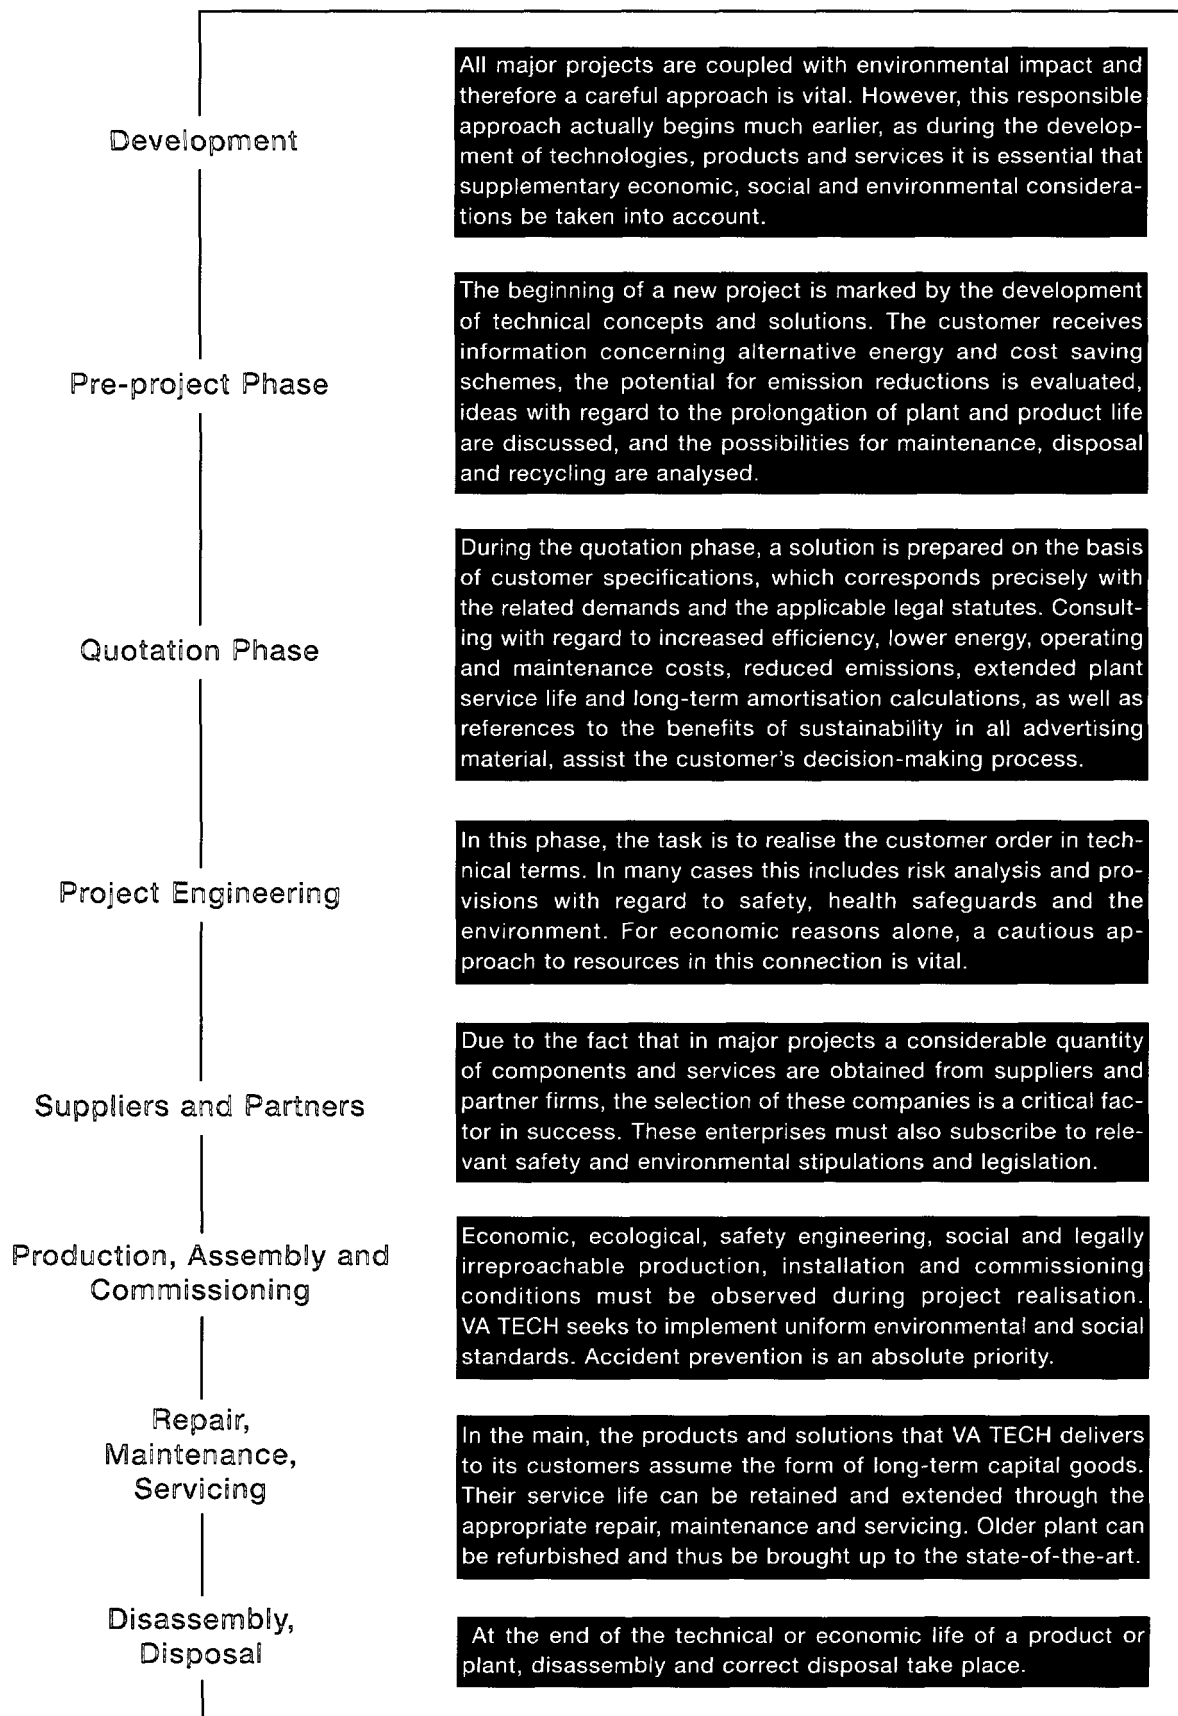 Development
All major projects are coupled with environmental impact and
therefore a careful approach is vital. However, this responsible
approach actually begins much earlier, as during the develop-
ment of technologies, products and services it is essential that
supplementary economic, social and environmental considera-
tions be taken into account.
Pre-project Phase
The beginning of a new project is marked by the development
of technical concepts and solutions. The customer receives
information concerning alternative energy and cost saving
schemes, the potential for emission reductions is evaluated,
ideas with regard to the prolongation of plant and product life
are discussed, and the possibilities for maintenance, disposal
and recycling are analysed.
Quotation Phase
During the quotation phase, a solution is prepared on the basis
of customer specifications, which corresponds precisely with
the related demands and the applicable legal statutes. Consult-
ing with regard to increased efficiency, lower energy, operating
and maintenance costs, reduced emissions, extended plant
service life and long-term amortisation calculations, as well as
references to the benefits of sustainability in all advertising
material, assist the customer's decision-making process.
Project Engineering
In this phase, the task is to realise the customer order in tech-
nical terms. In many cases this includes risk analysis and pro-
visions with regard to safety, health safeguards and the
environment. For economic reasons alone, a cautious ap-
proach to resources in this connection is vital.
Suppliers and Partners
Due to the fact that in major projects a considerable quantity
of components and services are obtained from suppliers and
partner firms, the selection of these companies is a critical fac-
tor in success. These enterprises must also subscribe to rele-
vant safety and environmental stipulations and legislation.
Production, Assembly and
Commissioning
Economic, ecological, safety engineering, social and legally
irreproachable production, installation and commissioning
conditions must be observed during project realisation.
VA TECH seeks to implement uniform environmental and social
standards. Accident prevention is an absolute priority.
Repair,
Maintenance,
Servicing
In the main, the products and solutions that VA TECH delivers
to its customers assume the form of long-term capital goods.
Their service life can be retained and extended through the
appropriate repair, maintenance and servicing. Older plant can
be refurbished and thus be brought up to the state-of-the-art.
Disassembly,
Disposal
At the end of the technical or economic life of a product or
plant, disassembly and correct disposal take place.